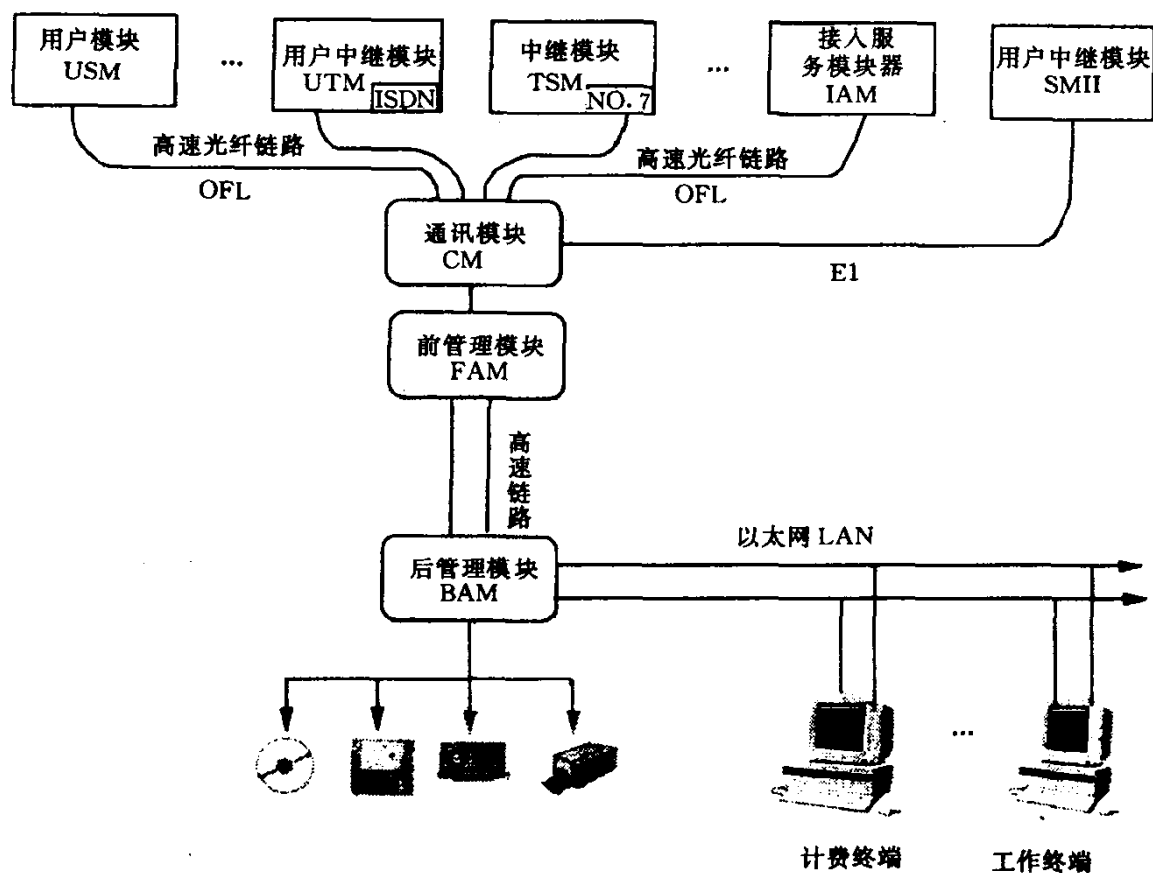 用户模块
USM
...
用户中继模块
UTM
ISDN
中继模块
TSM
NO.7
...
接入服
务模块器
IAM
用户中继模块
SMII
高速光纤链路
OFL
高速光纤链路
OFL
通讯模块
CM
E1
前管理模块
FAM
高速链路
以太网 LAN
后管理模块
BAM
...
计费终端
工作终端